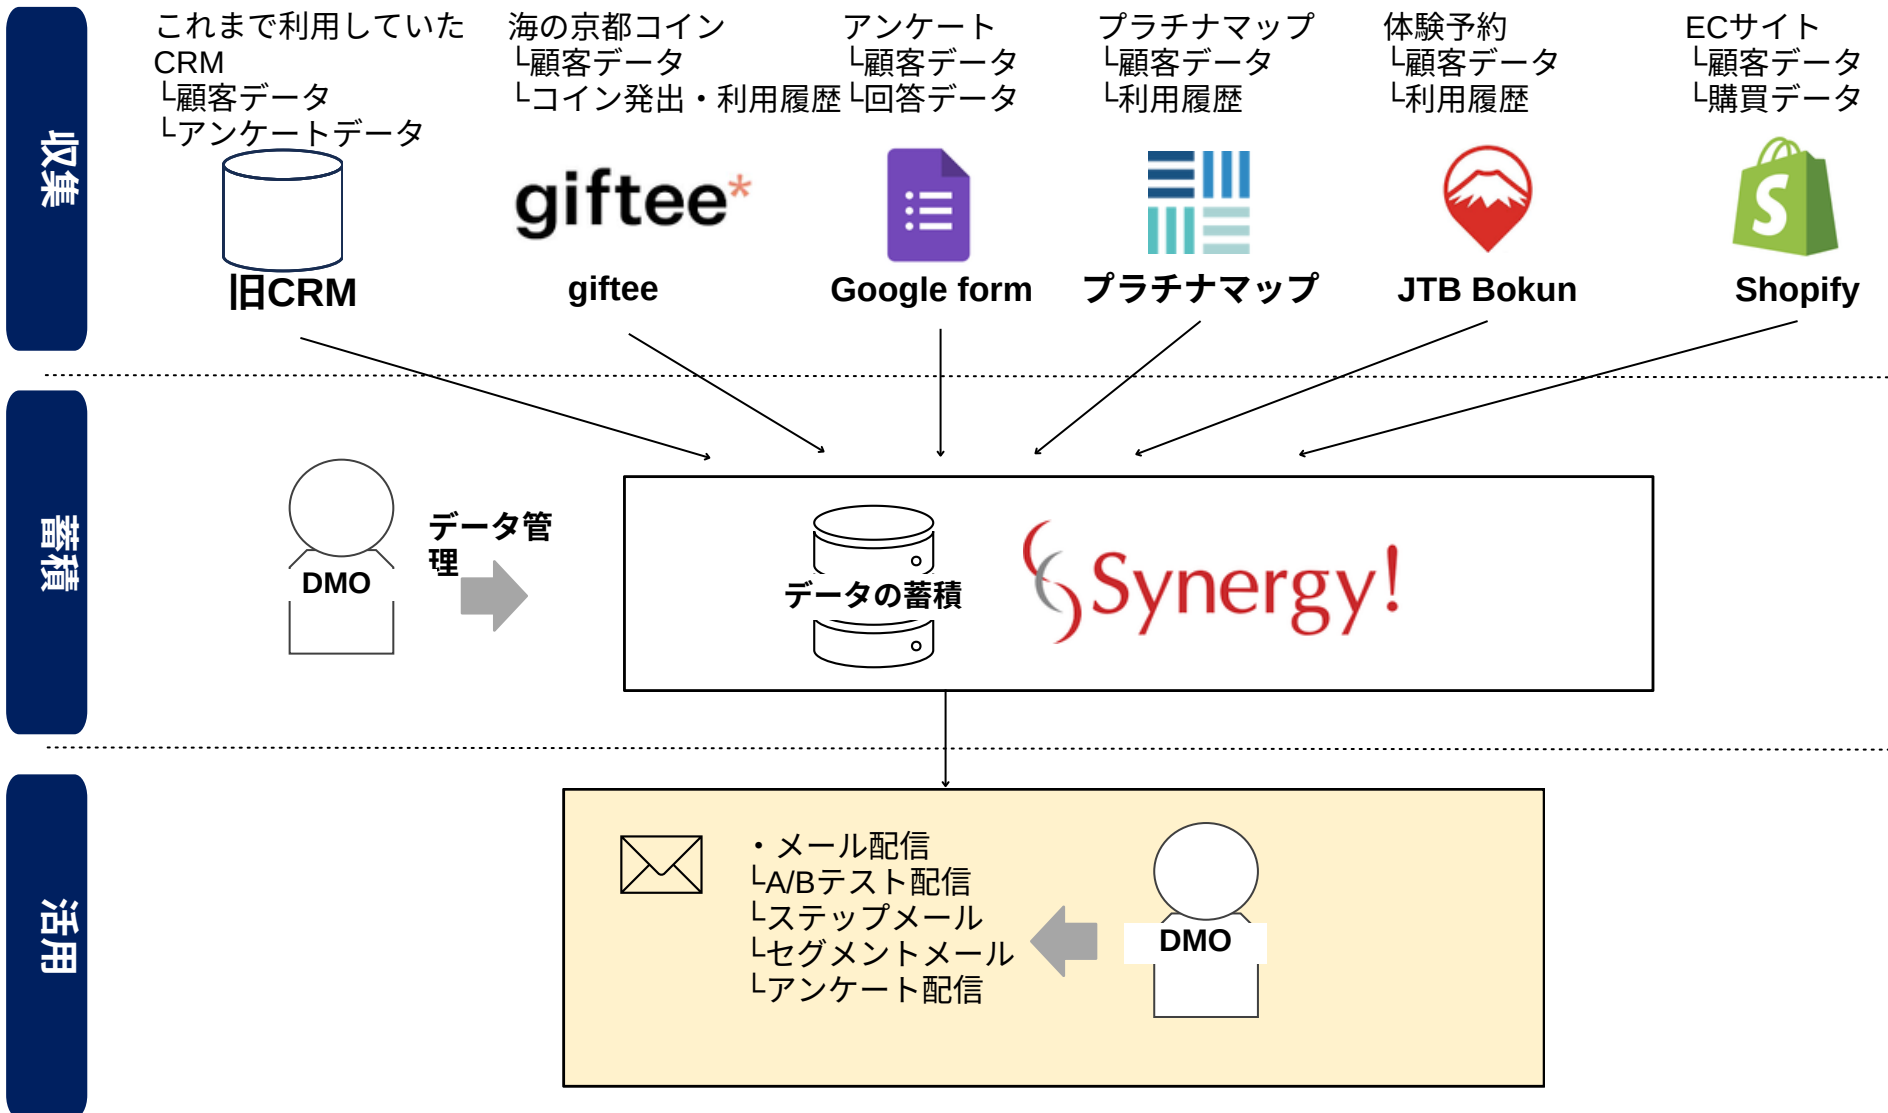 収集
これまで利用していた
CRM
└顧客データ
└アンケートデータ
旧CRM
海の京都コイン
└顧客データ
└コイン発出・利用履歴
giftee*
giftee
アンケート
└顧客データ
└回答データ
Google form
プラチナマップ
└顧客データ
└利用履歴
プラチナマップ
体験予約
└顧客データ
└利用履歴
JTB Bokun
ECサイト
└顧客データ
└購買データ
S
Shopify
蓄積
DMO
データ管
理
データの蓄積
Synergy!
活用
・メール配信
└A/Bテスト配信
└ステップメール
└セグメントメール
└アンケート配信
DMO